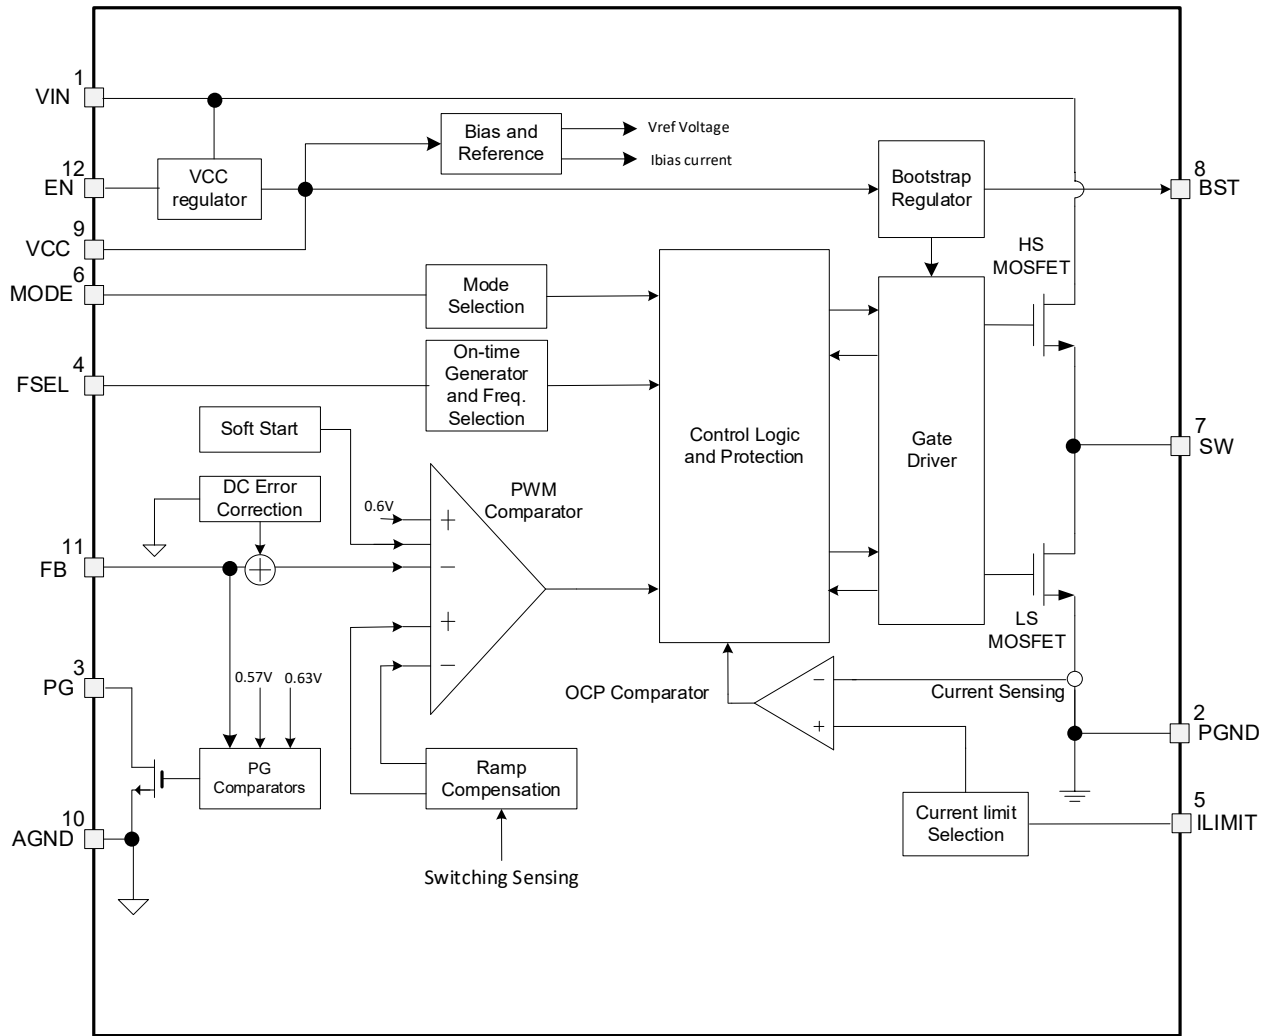 1
VIN
12
EN
9
VCC
6
MODE
4
FSEL
11
FB
3
PG
10
AGND
VCC
regulator
Bias and
Reference
Vref Voltage
Ibias current
Bootstrap
Regulator
8
BST
HS
MOSFET
Mode
Selection
On-time
Generator
and Freq.
Selection
Soft Start
DC Error
Correction
0.6V
PWM
Comparator
+
−
+
−
Control Logic
and Protection
Gate
Driver
7
SW
LS
MOSFET
0.57V
0.63V
PG
Comparators
Ramp
Compensation
Switching Sensing
OCP Comparator
−
+
Current Sensing
2
PGND
Current limit
Selection
5
ILIMIT